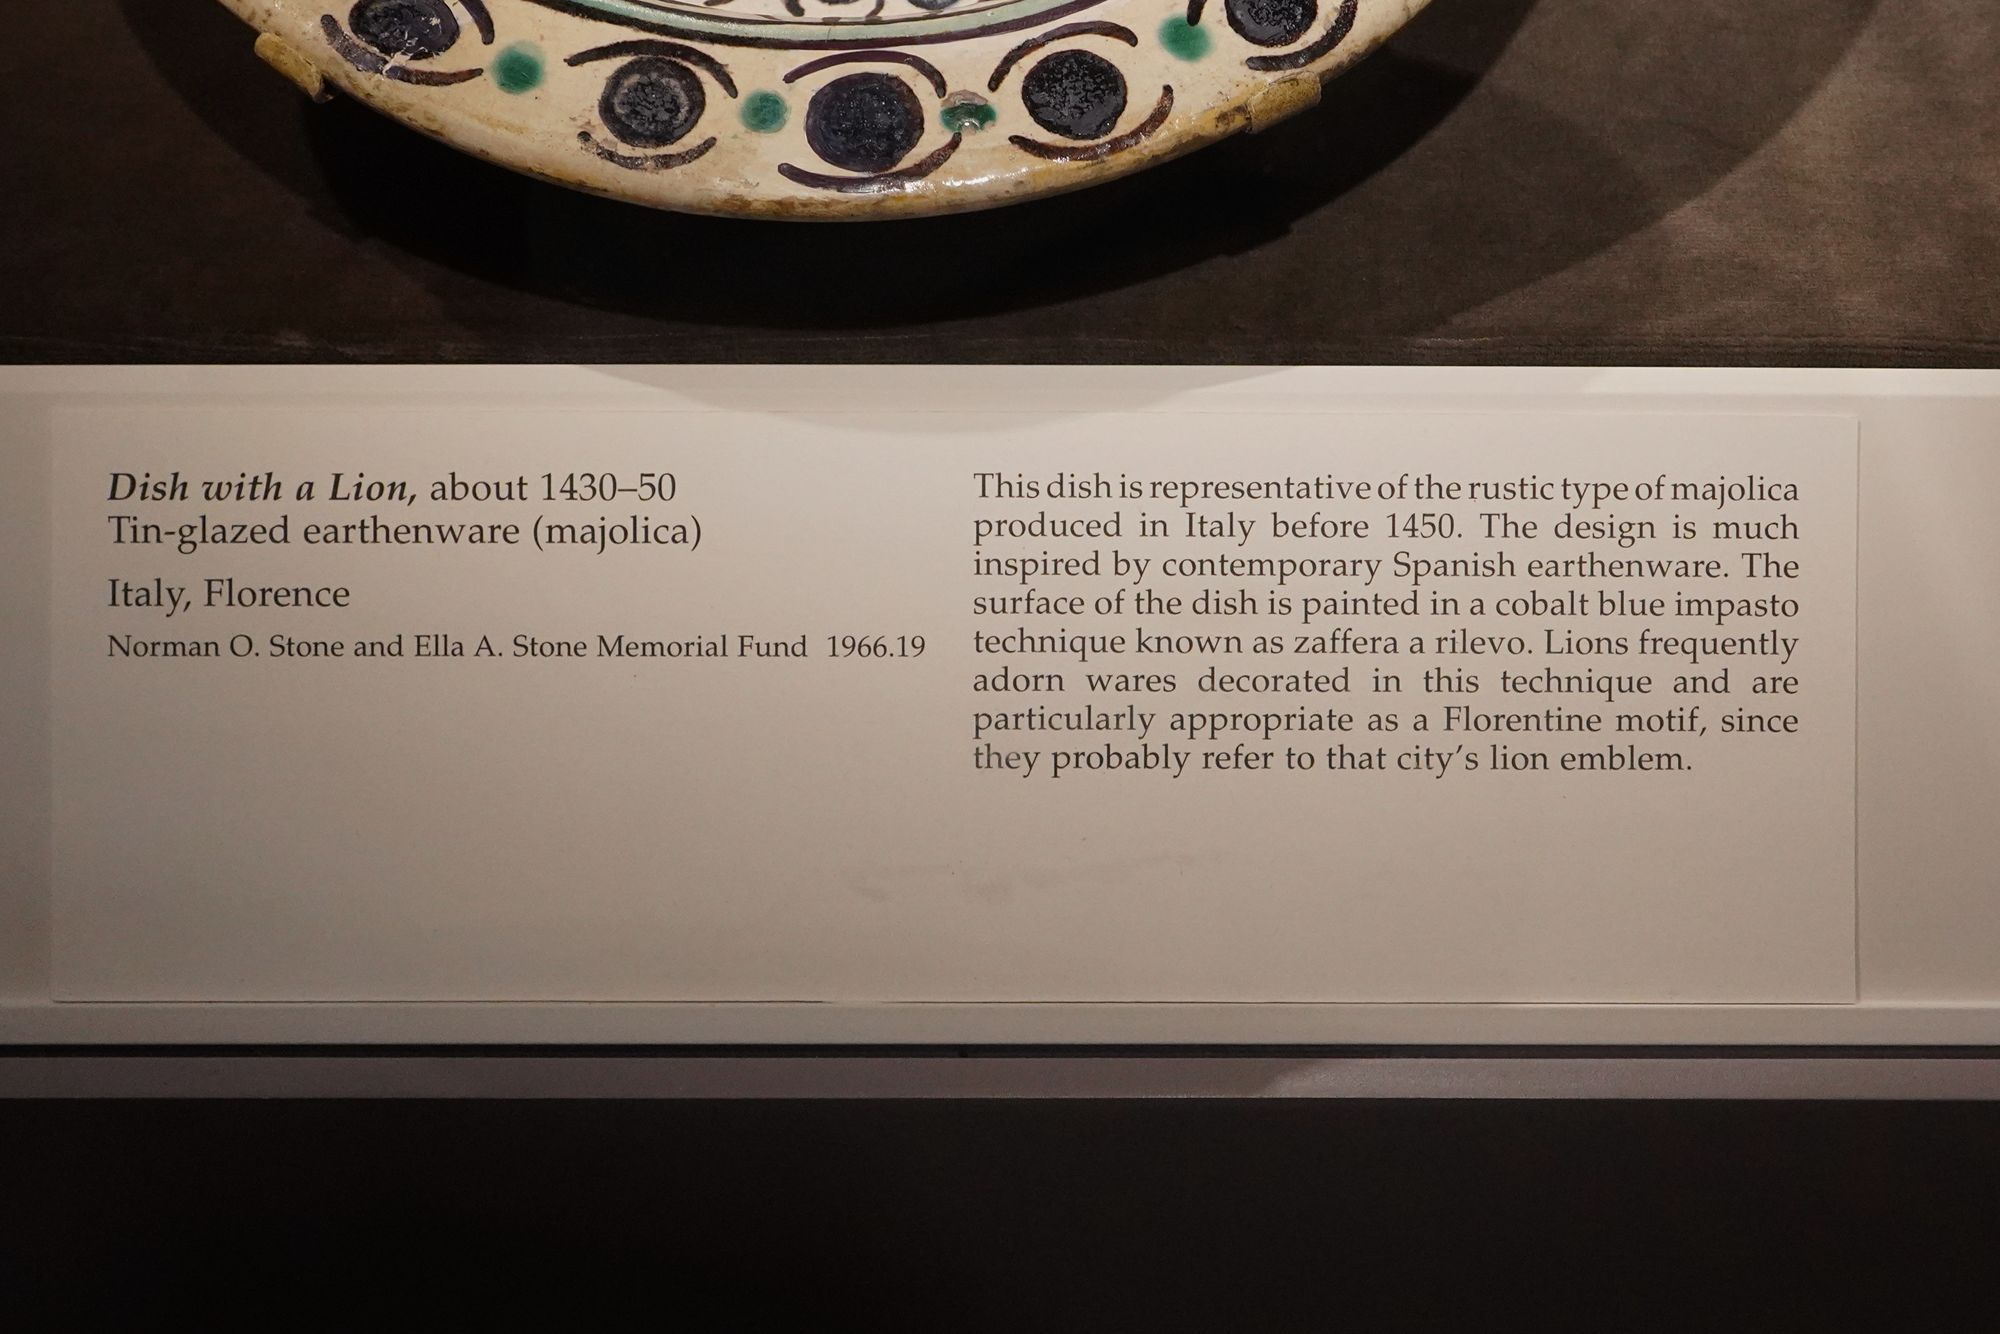 Dish with a Lion, about 1430–50
Tin-glazed earthenware (majolica)
Italy, Florence
Norman O. Stone and Ella A. Stone Memorial Fund 1966.19
This dish is representative of the rustic type of majolica
produced in Italy before 1450. The design is much
inspired by contemporary Spanish earthenware. The
surface of the dish is painted in a cobalt blue impasto
technique known as zaffera a rilevo. Lions frequently
adorn wares decorated in this technique and are
particularly appropriate as a Florentine motif, since
they probably refer to that city's lion emblem.